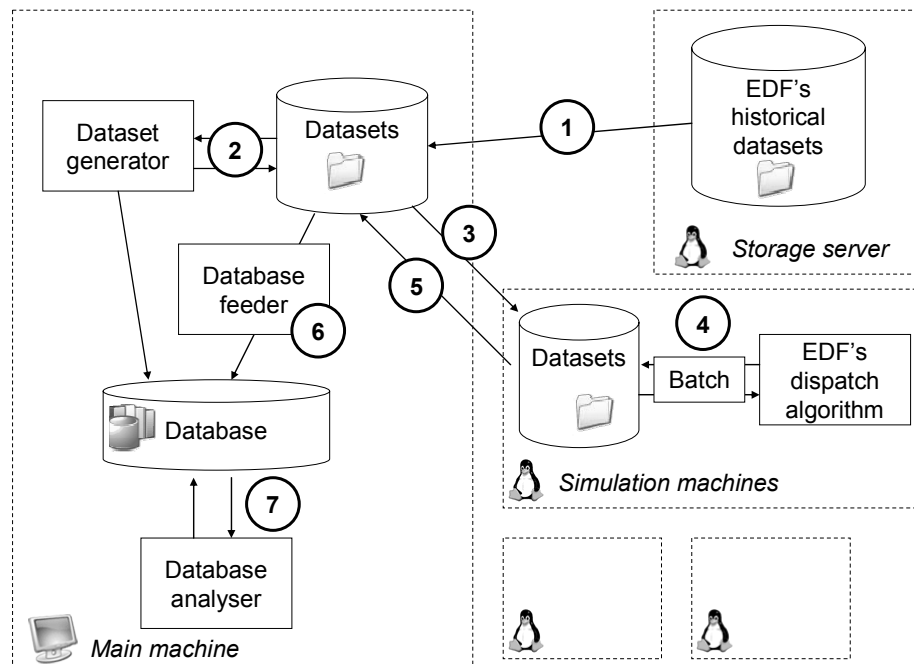 Dataset
generator
2
Datasets
1
EDF's
historical
datasets
Storage server
3
5
Database
feeder
6
4
Datasets
Batch
EDF's
dispatch
algorithm
Simulation machines
Database
7
Database
analyser
Main machine